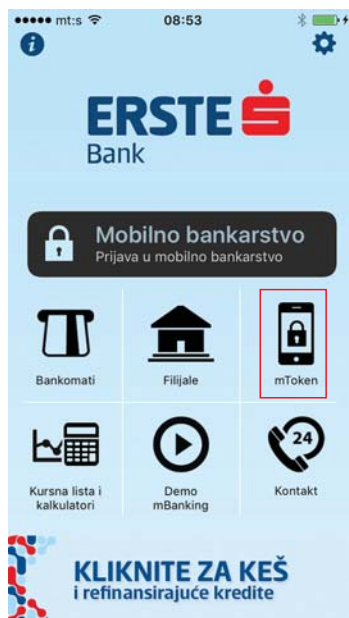 mt:s 08:53
i
ERSTE
Bank
Mobilno bankarstvo
Prijava u mobilno bankarstvo
Bankomati
Filijale
mToken
24
Kursna lista i
kalkulatori
Demo
mBanking
Kontakt
KLIKNITE ZA KEŠ
i refinansirajuće kredite